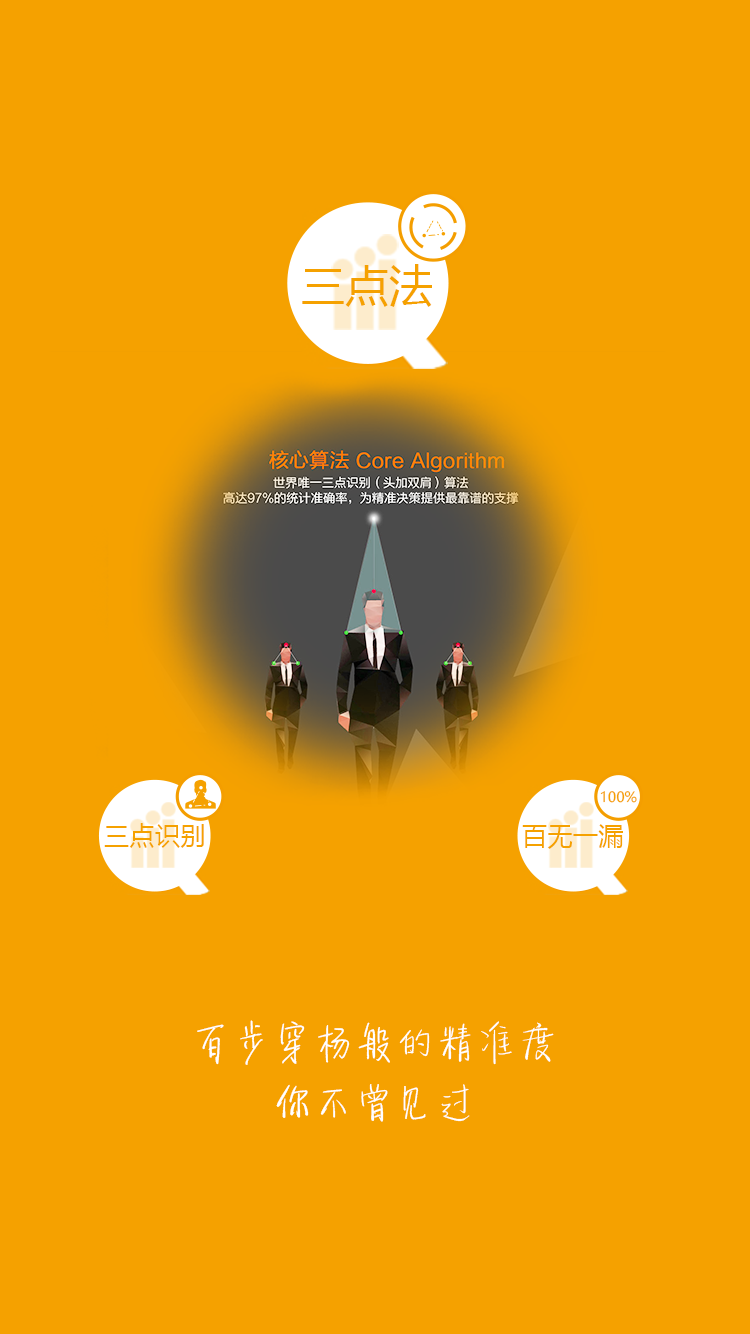 三点法
核心算法 Core Algorithm
世界唯一三点识别（头加双肩）算法
高达97%的统计准确率，为精准决策提供最靠谱的支撑
三点识别
100%
百无一漏
百步穿杨般的精准度
你不曾见过